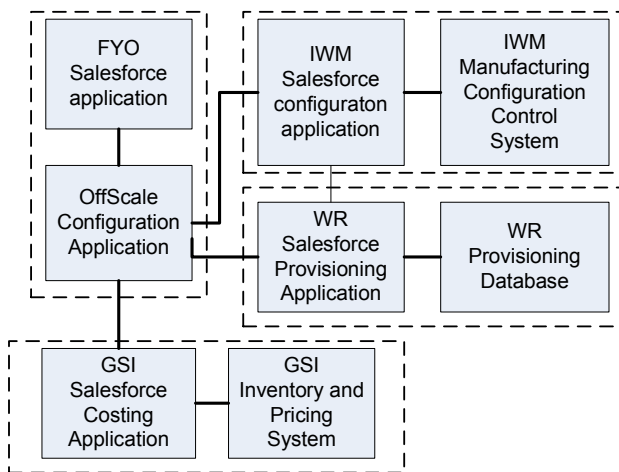 FYO
Salesforce
application
IWM
Salesforce
configuraton
application
IWM
Manufacturing
Configuration
Control
System
OffScale
Configuration
Application
WR
Salesforce
Provisioning
Application
WR
Provisioning
Database
GSI
Salesforce
Costing
Application
GSI
Inventory and
Pricing
System